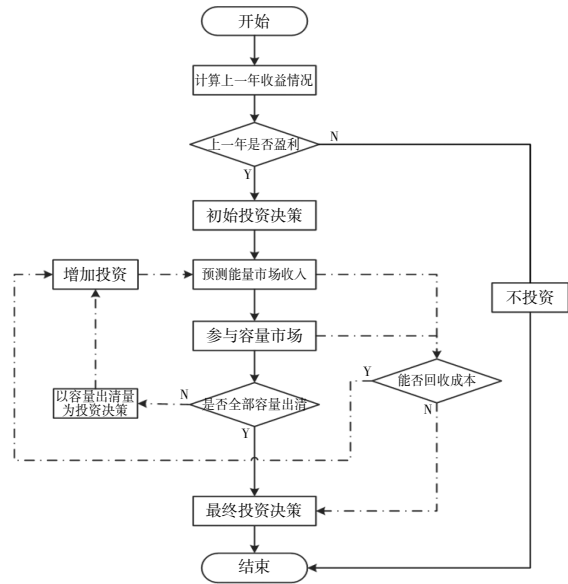 开始
计算上一年收益情况
上一年是否盈利
N
Y
初始投资决策
增加投资
预测能量市场收入
不投资
参与容量市场
Y
能否回收成本
N
以容量出清量
为投资决策
N
是否全部容量出清
Y
最终投资决策
结束